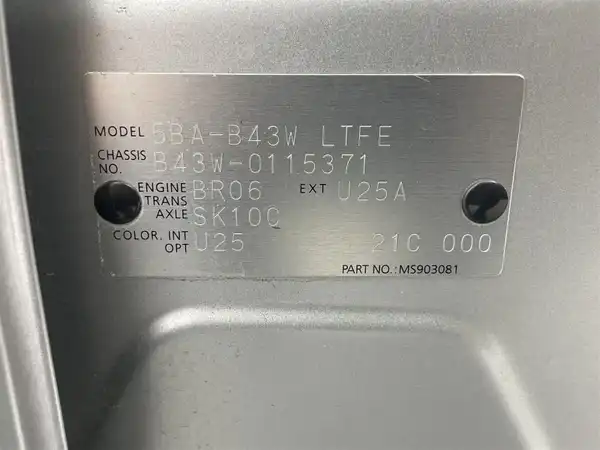 MODEL 5BA-B43W LTFE
CHASSIS NO. B43W-0115371
ENGINE BR06 EXT U25A
TRANS AXLE SK10C
COLOR. INT OPT U25 21C 000
PART NO.: MS903081